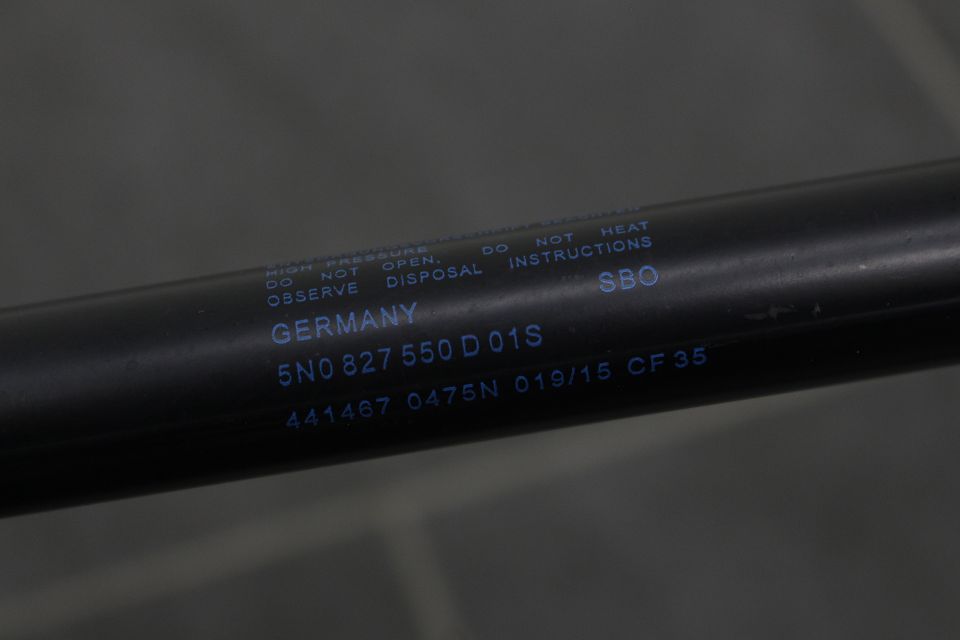 HIGH PRESSURE
DO NOT OPEN. DO NOT HEAT
OBSERVE DISPOSAL INSTRUCTIONS
GERMANY SBO
5N0 827 550 D 01S
441467 0475N 019/15 CF 35